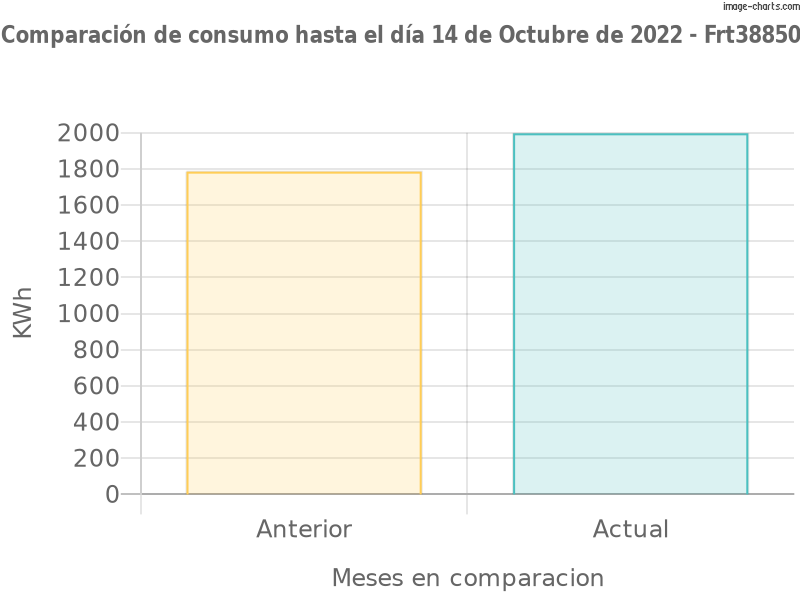 image-charts.com
Comparación de consumo hasta el día 14 de Octubre de 2022 - Frt38850
2000
1800
1600
1400
1200
1000
800
600
400
200
0
KWh
Anterior Actual
Meses en comparacion